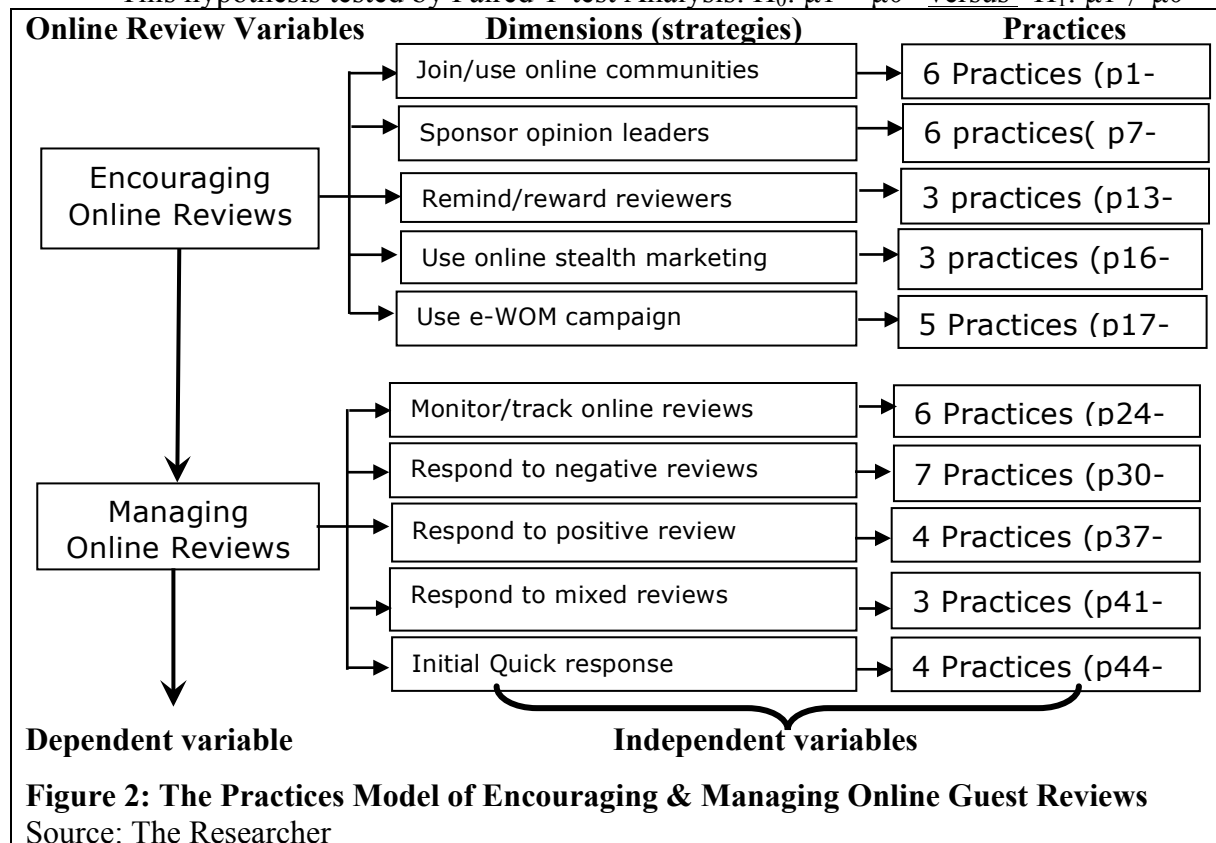 This hypothesis tested by Paired T-test Analysis. H0: µ1 µ0 versus H1: µ1 ≠ µ0
Online Review Variables Dimensions (strategies) Practices
Join/use online communities
6 Practices (p1-
Sponsor opinion leaders
6 practices( p7-
Encouraging
Online Reviews
Remind/reward reviewers
3 practices (p13-
Use online stealth marketing
3 practices (p16-
Use e-WOM campaign
5 Practices (p17-
Monitor/track online reviews
6 Practices (p24-
Respond to negative reviews
7 Practices (p30-
Managing
Online Reviews
Respond to positive review
4 Practices (p37-
Respond to mixed reviews
3 Practices (p41-
Initial Quick response
4 Practices (p44-
Dependent variable Independent variables
Figure 2: The Practices Model of Encouraging & Managing Online Guest Reviews
Source: The Researcher